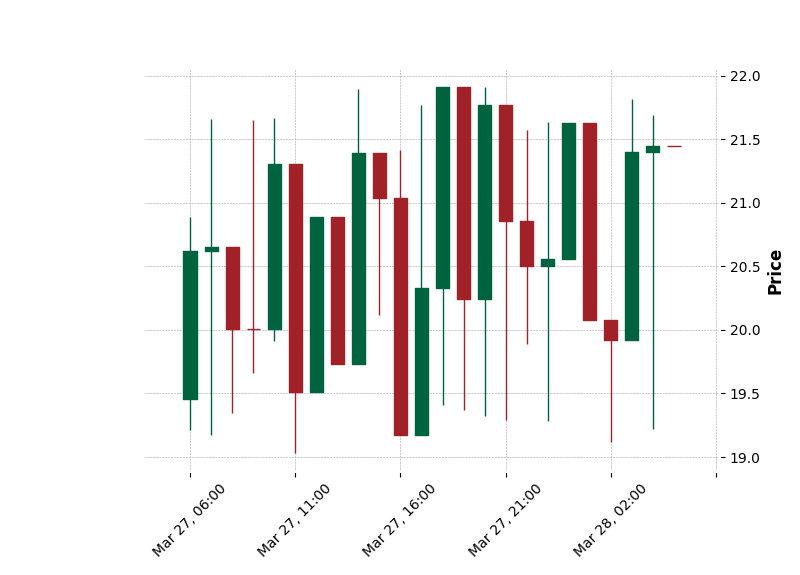 22.0
21.5
21.0
20.5
20.0
19.5
19.0
Price
Mar 27, 06:00
Mar 27, 11:00
Mar 27, 16:00
Mar 27, 21:00
Mar 28, 02:00